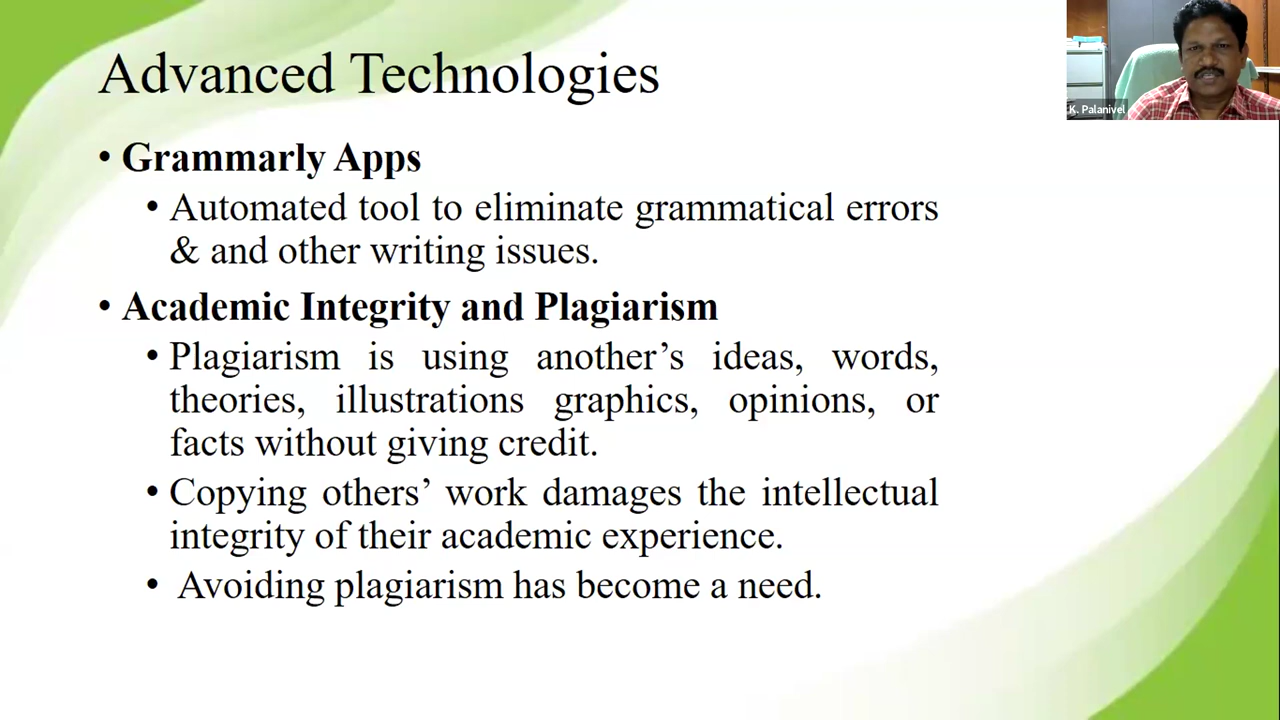 Advanced Technologies
K. Palanivel
• Grammarly Apps
• Automated tool to eliminate grammatical errors
& and other writing issues.
• Academic Integrity and Plagiarism
• Plagiarism is using another’s ideas, words,
theories, illustrations graphics, opinions, or
facts without giving credit.
• Copying others’ work damages the intellectual
integrity of their academic experience.
• Avoiding plagiarism has become a need.